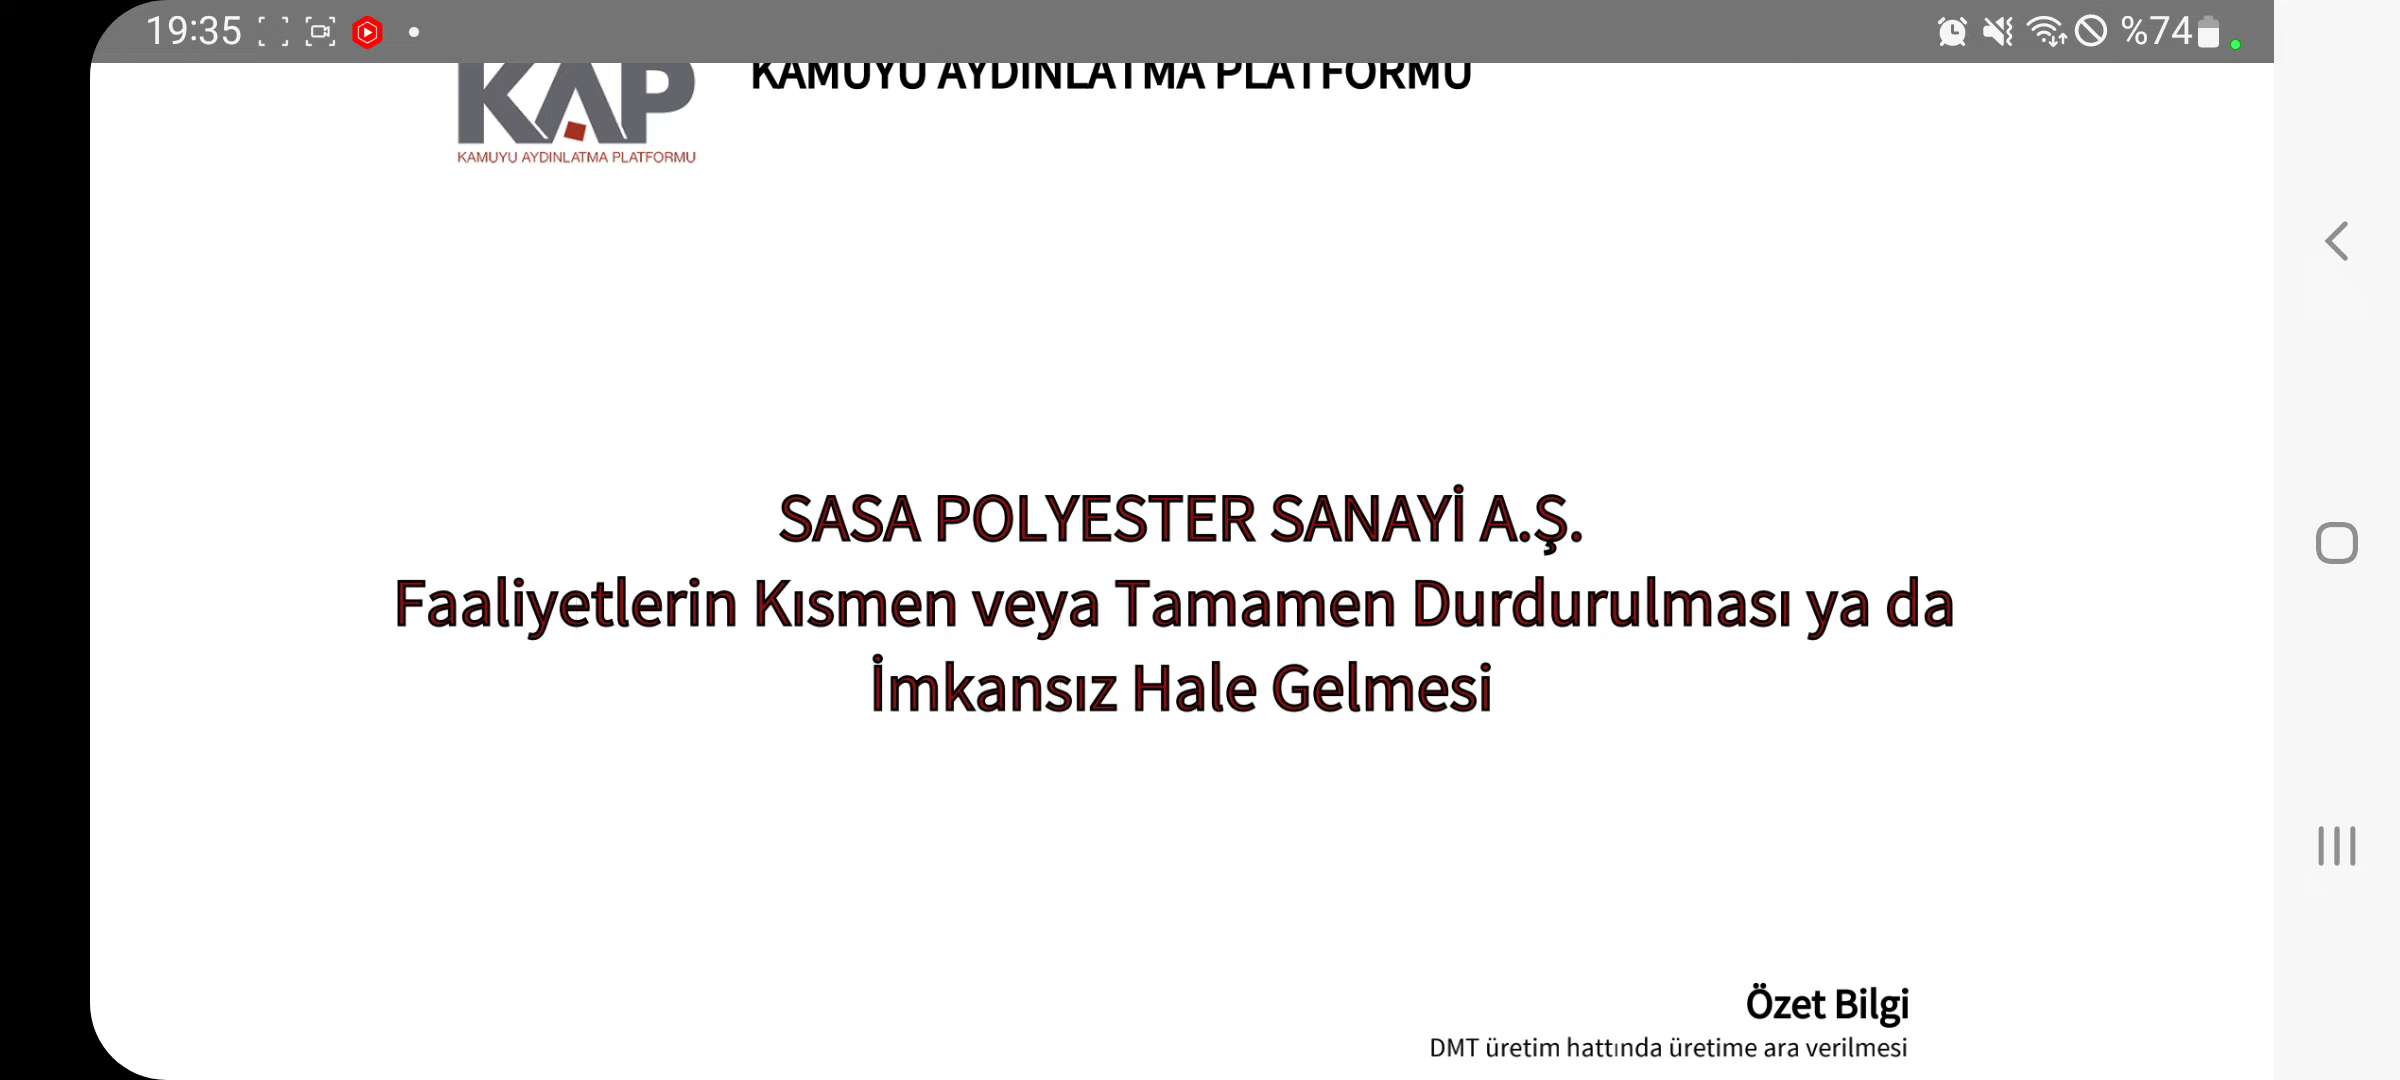 19:35
%74
KAP
KAMUYU AYDINLATMA PLATFORMU
KAMUYU AYDINLATMA PLATFORMU
SASA POLYESTER SANAYİ A.Ş.
Faaliyetlerin Kısmen veya Tamamen Durdurulması ya da
İmkansız Hale Gelmesi
Özet Bilgi
DMT üretim hattında üretime ara verilmesi